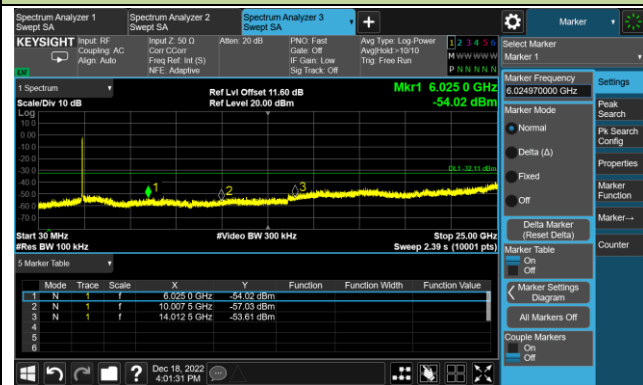 Spectrum Analyzer 1
Swept SA
Spectrum Analyzer 2
Swept SA
Spectrum Analyzer 3
Swept SA
Marker
KEYSIGHT
Input: RF
Coupling: AC
Align: Auto
Input Z: 50 Ω
Corr CCorr
Freq Ref: Int (S)
NFE: Adaptive
Atten: 20 dB
PNO: Fast
Gate: Off
IF Gain: Low
Sig Track: Off
Avg Type: Log-Power
Avg|Hold:>10/10
Trig: Free Run
1 2 3 4 5 6
M W W W W W
P N N N N N
Select Marker
Marker 1
1 Spectrum
Scale/Div 10 dB
Ref Lvl Offset 11.60 dB
Ref Level 20.00 dBm
Mkr1 6.025 0 GHz
-54.02 dBm
Log
10.0
0.00
-10.0
-20.0
-30.0
-40.0
-50.0
-60.0
-70.0
DL1 -32.11 dBm
1
2
3
Start 30 MHz
#Res BW 100 kHz
#Video BW 300 kHz
Stop 25.00 GHz
Sweep 2.39 s (10001 pts)
5 Marker Table
Mode Trace Scale X Y Function Function Width Function Value
1 N 1 f 6.025 0 GHz -54.02 dBm
2 N 1 f 10.007 5 GHz -57.03 dBm
3 N 1 f 14.012 5 GHz -53.61 dBm
4
5
6
Dec 18, 2022
4:01:31 PM
Marker Frequency
6.024970000 GHz
Marker Mode
Normal
Delta (Δ)
Fixed
Off
Delta Marker
(Reset Delta)
Marker Table
On
Off
Marker Settings
Diagram
All Markers Off
Couple Markers
On
Off
Settings
Peak
Search
Pk Search
Config
Properties
Marker
Function
Marker→
Counter